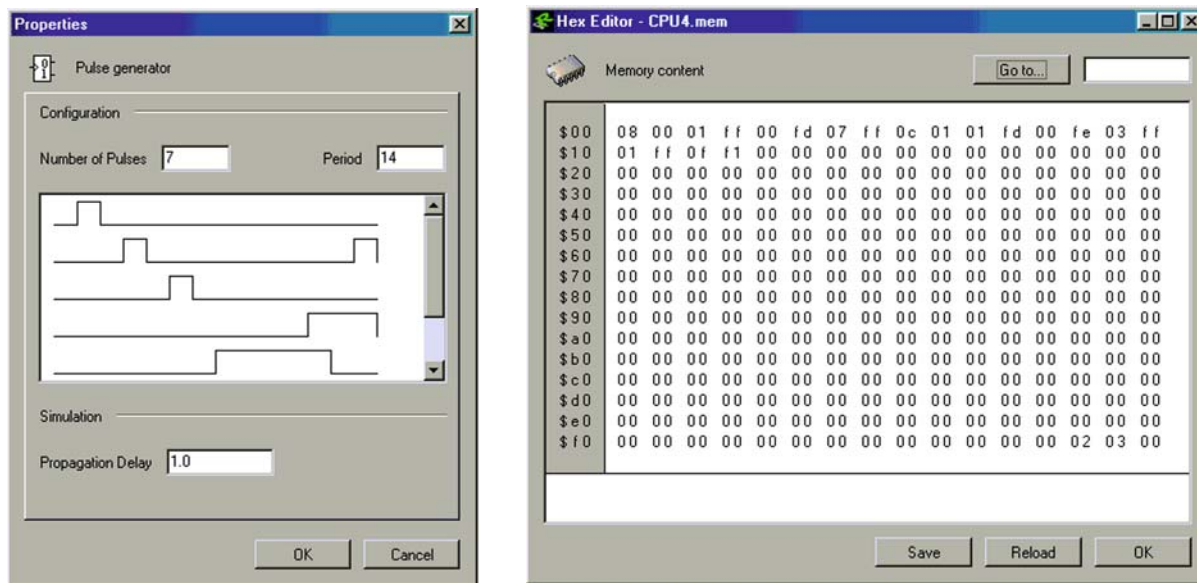 Properties
Pulse generator
Configuration
Number of Pulses 7 Period 14
Simulation
Propagation Delay 1.0
OK Cancel
Hex Editor - CPU4.mem
Memory content Go to...
$00 08 00 01 ff 00 fd 07 ff 0c 01 01 fd 00 fe 03 ff
$10 01 ff 0f f1 00 00 00 00 00 00 00 00 00 00 00 00
$20 00 00 00 00 00 00 00 00 00 00 00 00 00 00 00 00
$30 00 00 00 00 00 00 00 00 00 00 00 00 00 00 00 00
$40 00 00 00 00 00 00 00 00 00 00 00 00 00 00 00 00
$50 00 00 00 00 00 00 00 00 00 00 00 00 00 00 00 00
$60 00 00 00 00 00 00 00 00 00 00 00 00 00 00 00 00
$70 00 00 00 00 00 00 00 00 00 00 00 00 00 00 00 00
$80 00 00 00 00 00 00 00 00 00 00 00 00 00 00 00 00
$90 00 00 00 00 00 00 00 00 00 00 00 00 00 00 00 00
$a0 00 00 00 00 00 00 00 00 00 00 00 00 00 00 00 00
$b0 00 00 00 00 00 00 00 00 00 00 00 00 00 00 00 00
$c0 00 00 00 00 00 00 00 00 00 00 00 00 00 00 00 00
$d0 00 00 00 00 00 00 00 00 00 00 00 00 00 00 00 00
$e0 00 00 00 00 00 00 00 00 00 00 00 00 00 00 00 00
$f0 00 00 00 00 00 00 00 00 00 00 00 00 00 02 03 00
Save Reload OK